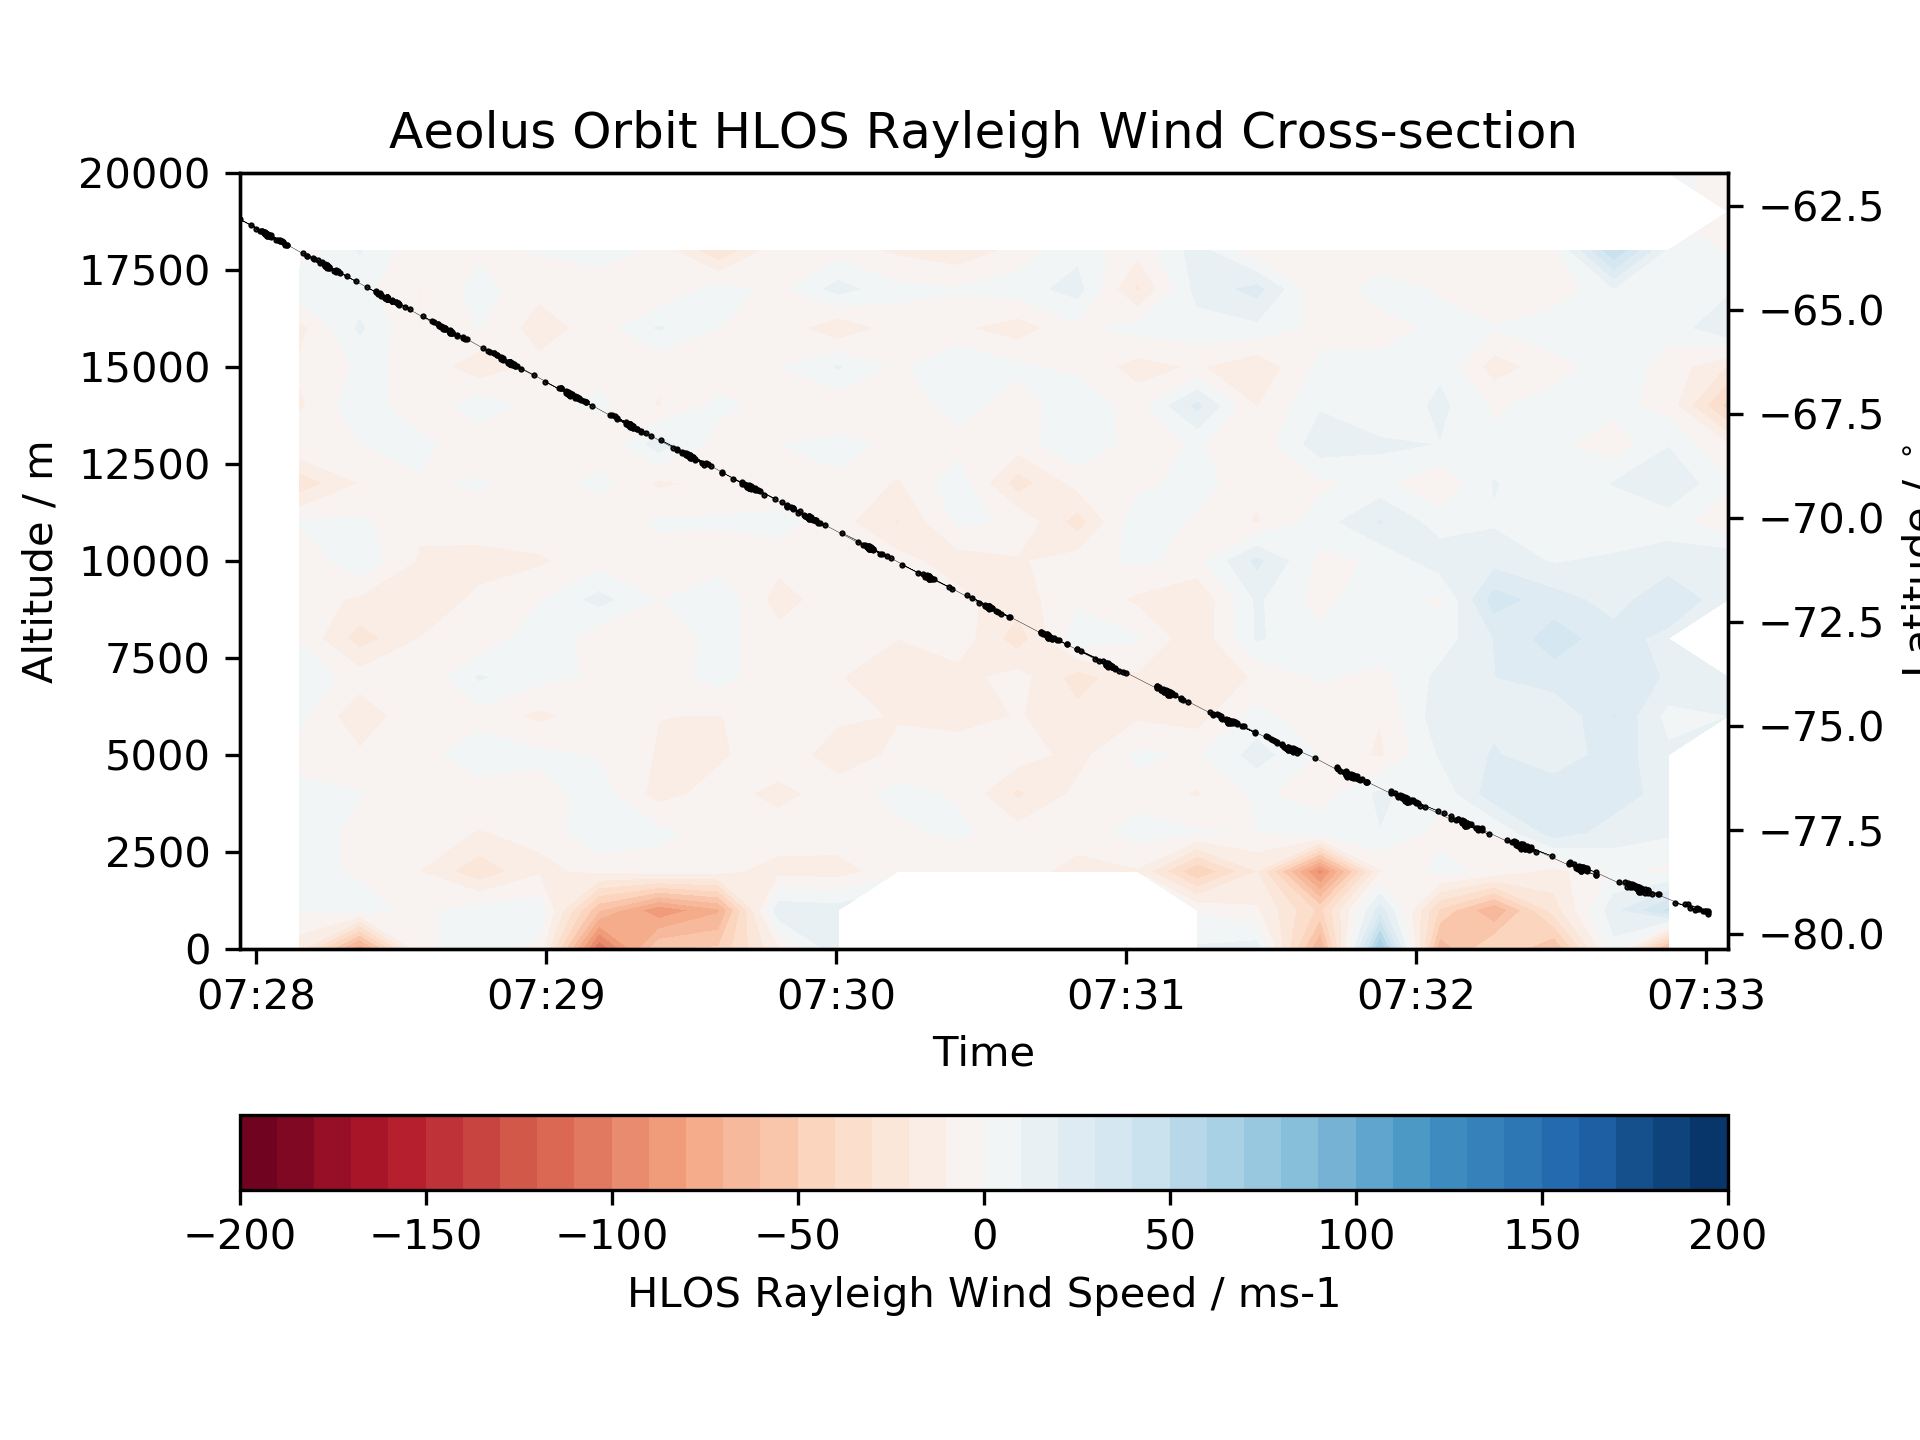 Aeolus Orbit HLOS Rayleigh Wind Cross-section
20000
17500
15000
12500
10000
7500
5000
2500
0
Altitude / m
−62.5
−65.0
−67.5
−70.0
−72.5
−75.0
−77.5
−80.0
Latitude / °
07:28 07:29 07:30 07:31 07:32 07:33
Time
−200 −150 −100 −50 0 50 100 150 200
HLOS Rayleigh Wind Speed / ms-1